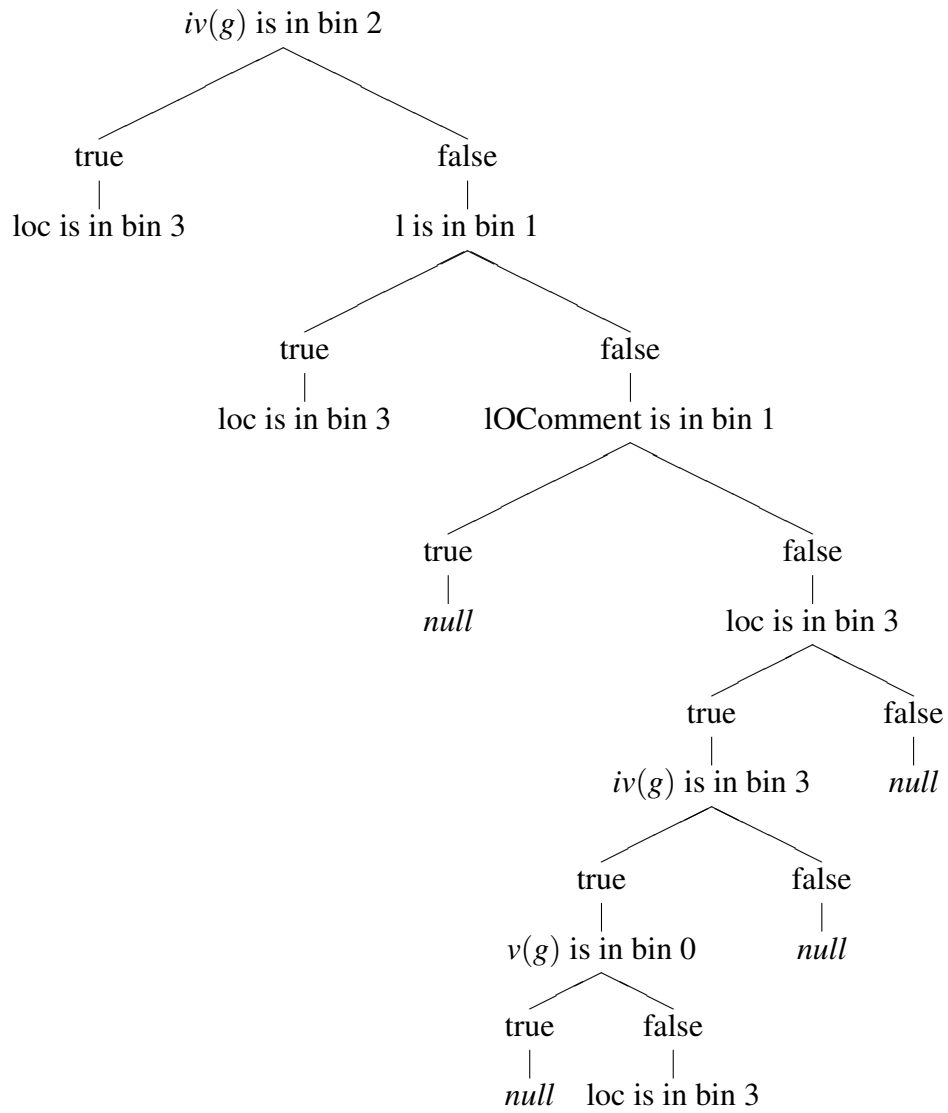 iv(g) is in bin 2
true false
loc is in bin 3 l is in bin 1
true false
loc is in bin 3 lOComment is in bin 1
true false
null loc is in bin 3
true false
iv(g) is in bin 3 null
true false
v(g) is in bin 0 null
true false
null loc is in bin 3